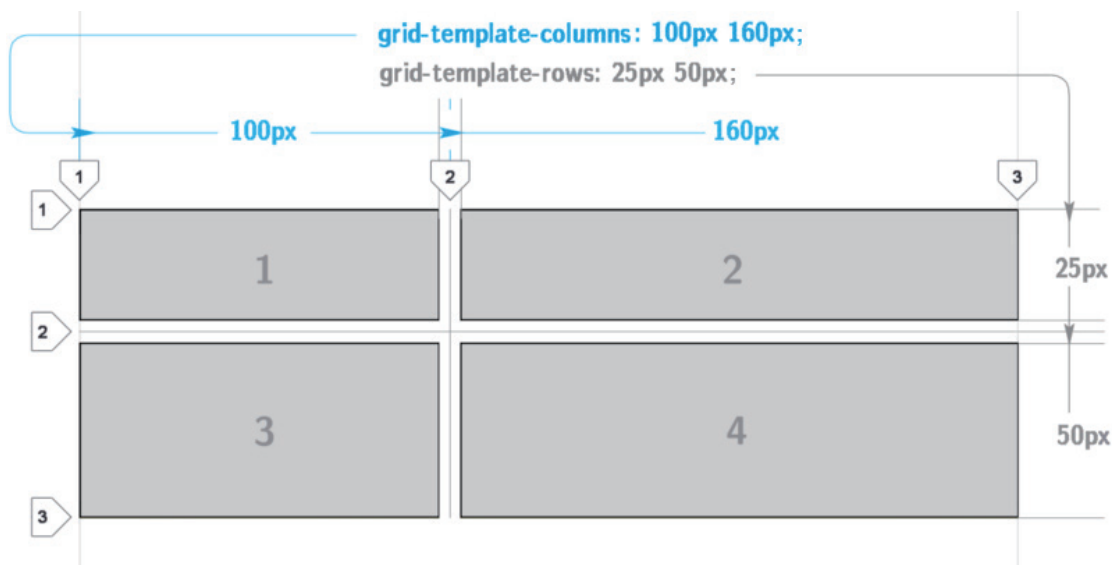 grid-template-columns: 100px 160px;
grid-template-rows: 25px 50px;
100px 160px
1 2 3
1
1 2
25px
2
3 4
50px
3